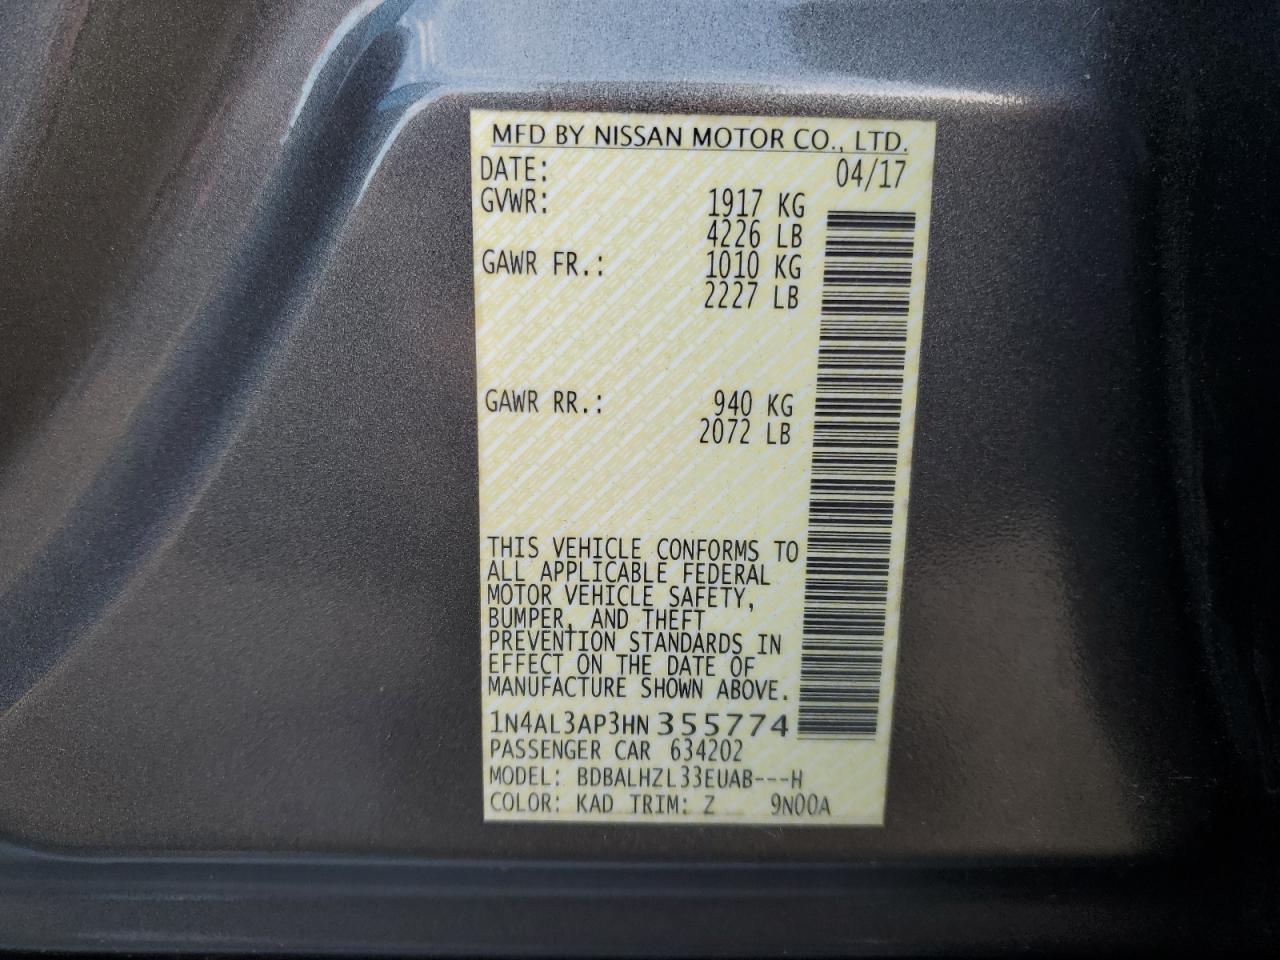 MFD BY NISSAN MOTOR CO., LTD.
DATE: 04/17
GVWR: 1917 KG
4226 LB
GAWR FR.: 1010 KG
2227 LB
GAWR RR.: 940 KG
2072 LB
THIS VEHICLE CONFORMS TO
ALL APPLICABLE FEDERAL
MOTOR VEHICLE SAFETY,
BUMPER, AND THEFT
PREVENTION STANDARDS IN
EFFECT ON THE DATE OF
MANUFACTURE SHOWN ABOVE.
1N4AL3AP3HN355774
PASSENGER CAR 634202
MODEL: BDBALHZL33EUAB---H
COLOR: KAD TRIM: Z 9N00A